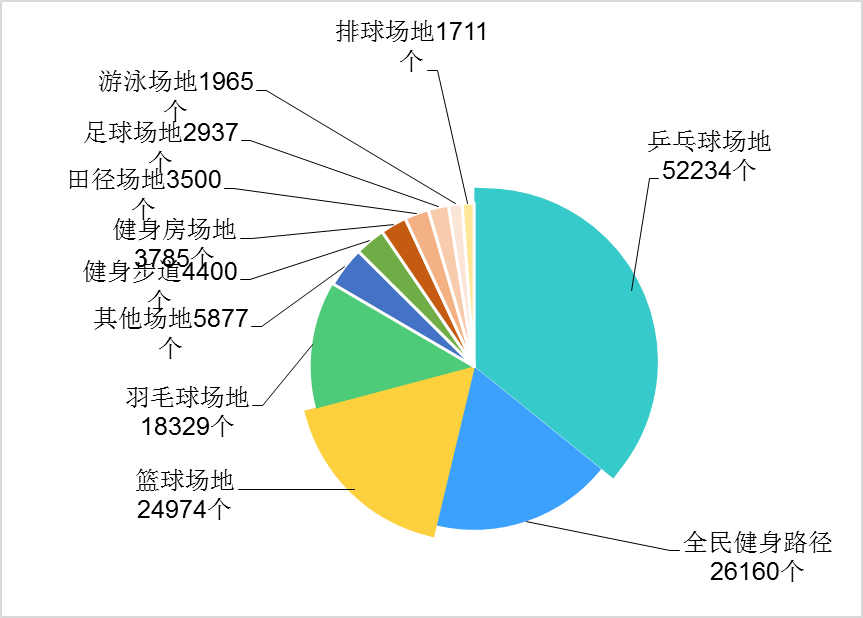 排球场地1711
个
游泳场地1965
个
足球场地2937
个
田径场地3500
个
健身房场地
3785个
健身步道4400
个
其他场地5877
个
羽毛球场地
18329个
篮球场地
24974个
乒乓球场地
52234个
全民健身路径
26160个